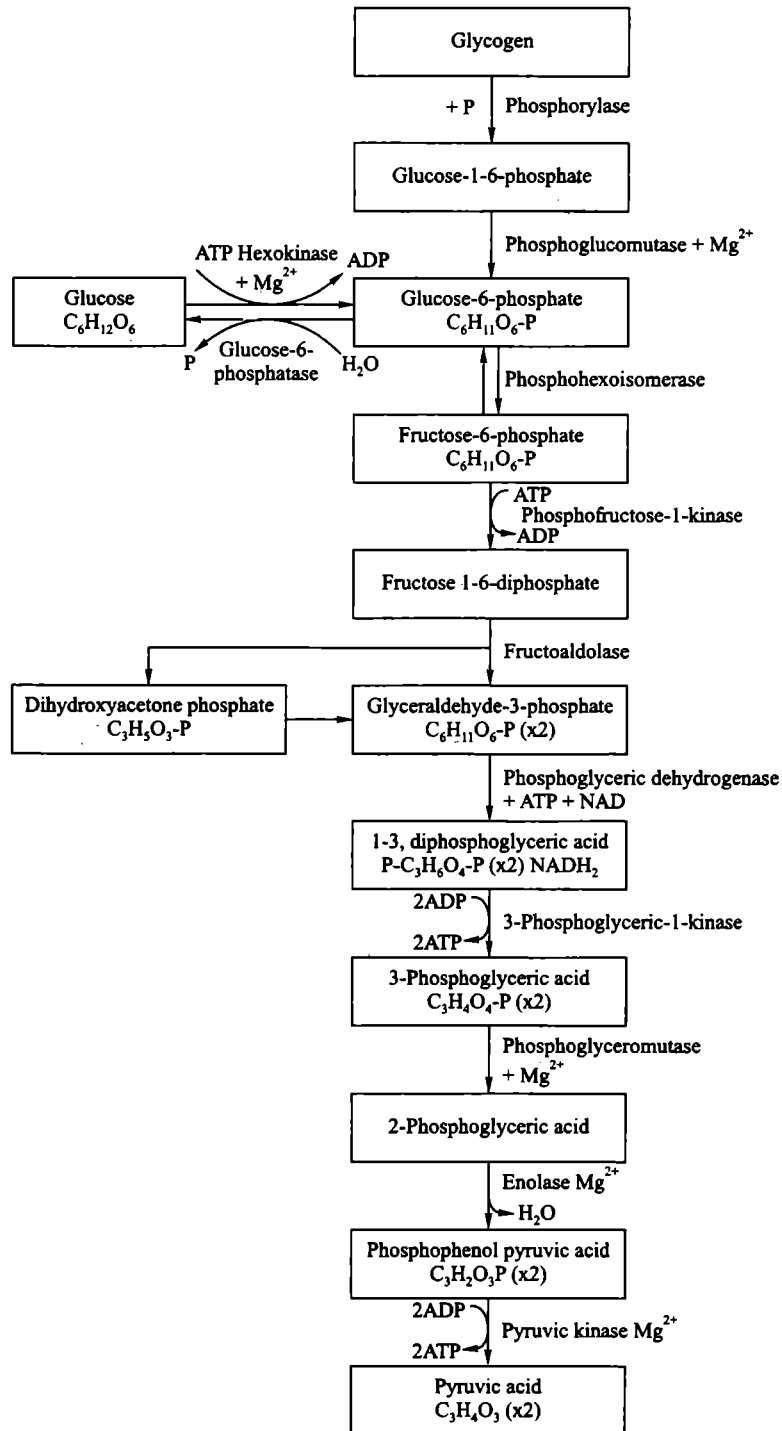 Glycogen
+ P
Phosphorylase
Glucose-1-6-phosphate
Phosphoglucomutase + Mg²⁺
ATP Hexokinase
+ Mg²⁺
ADP
Glucose
C₆H₁₂O₆
Glucose-6-phosphate
C₆H₁₁O₆-P
P
Glucose-6-
phosphatase
H₂O
Phosphohexoisomerase
Fructose-6-phosphate
C₆H₁₁O₆-P
ATP
Phosphofructose-1-kinase
ADP
Fructose 1-6-diphosphate
Fructoaldolase
Dihydroxyacetone phosphate
C₃H₅O₃-P
Glyceraldehyde-3-phosphate
C₆H₁₁O₆-P (x2)
Phosphoglyceric dehydrogenase
+ ATP + NAD
1-3, diphosphoglyceric acid
P-C₃H₆O₄-P (x2) NADH₂
2ADP
3-Phosphoglyceric-1-kinase
2ATP
3-Phosphoglyceric acid
C₃H₄O₄-P (x2)
Phosphoglyceromutase
+ Mg²⁺
2-Phosphoglyceric acid
Enolase Mg²⁺
H₂O
Phosphophenol pyruvic acid
C₃H₂O₃P (x2)
2ADP
Pyruvic kinase Mg²⁺
2ATP
Pyruvic acid
C₃H₄O₃ (x2)